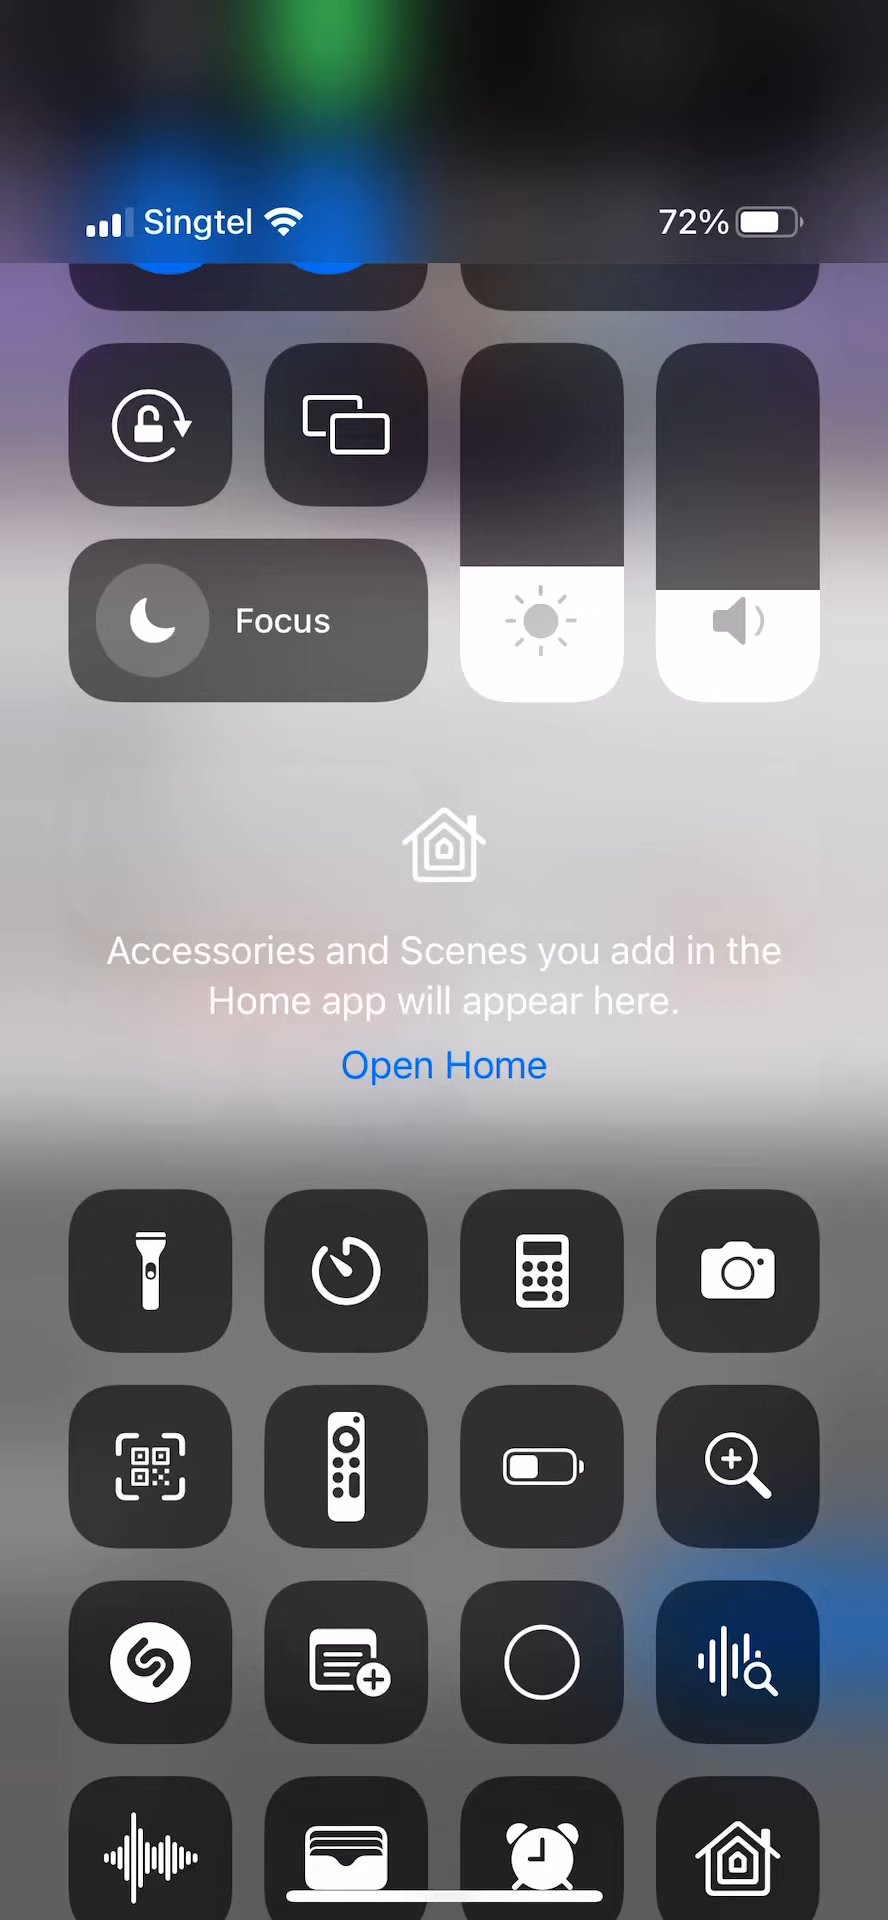 Singtel
72%
Focus
Accessories and Scenes you add in the
Home app will appear here.
Open Home